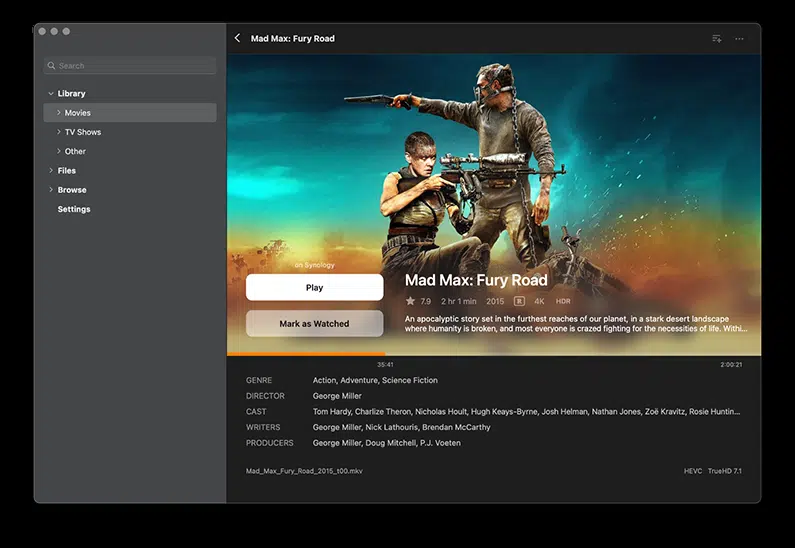 Mad Max: Fury Road
Search
Library
Movies
TV Shows
Other
Files
Browse
Settings
on Synology
Play
Mark as Watched
Mad Max: Fury Road
7.9 2 hr 1 min 2015 R 4K HDR
An apocalyptic story set in the furthest reaches of our planet, in a stark desert landscape
where humanity is broken, and most everyone is crazed fighting for the necessities of life. Withi...
35:41 2:00:21
GENRE Action, Adventure, Science Fiction
DIRECTOR George Miller
CAST Tom Hardy, Charlize Theron, Nicholas Hoult, Hugh Keays-Byrne, Josh Helman, Nathan Jones, Zoë Kravitz, Rosie Huntin...
WRITERS George Miller, Nick Lathouris, Brendan McCarthy
PRODUCERS George Miller, Doug Mitchell, P.J. Voeten
Mad_Max_Fury_Road_2015_t00.mkv HEVC TrueHD 7.1